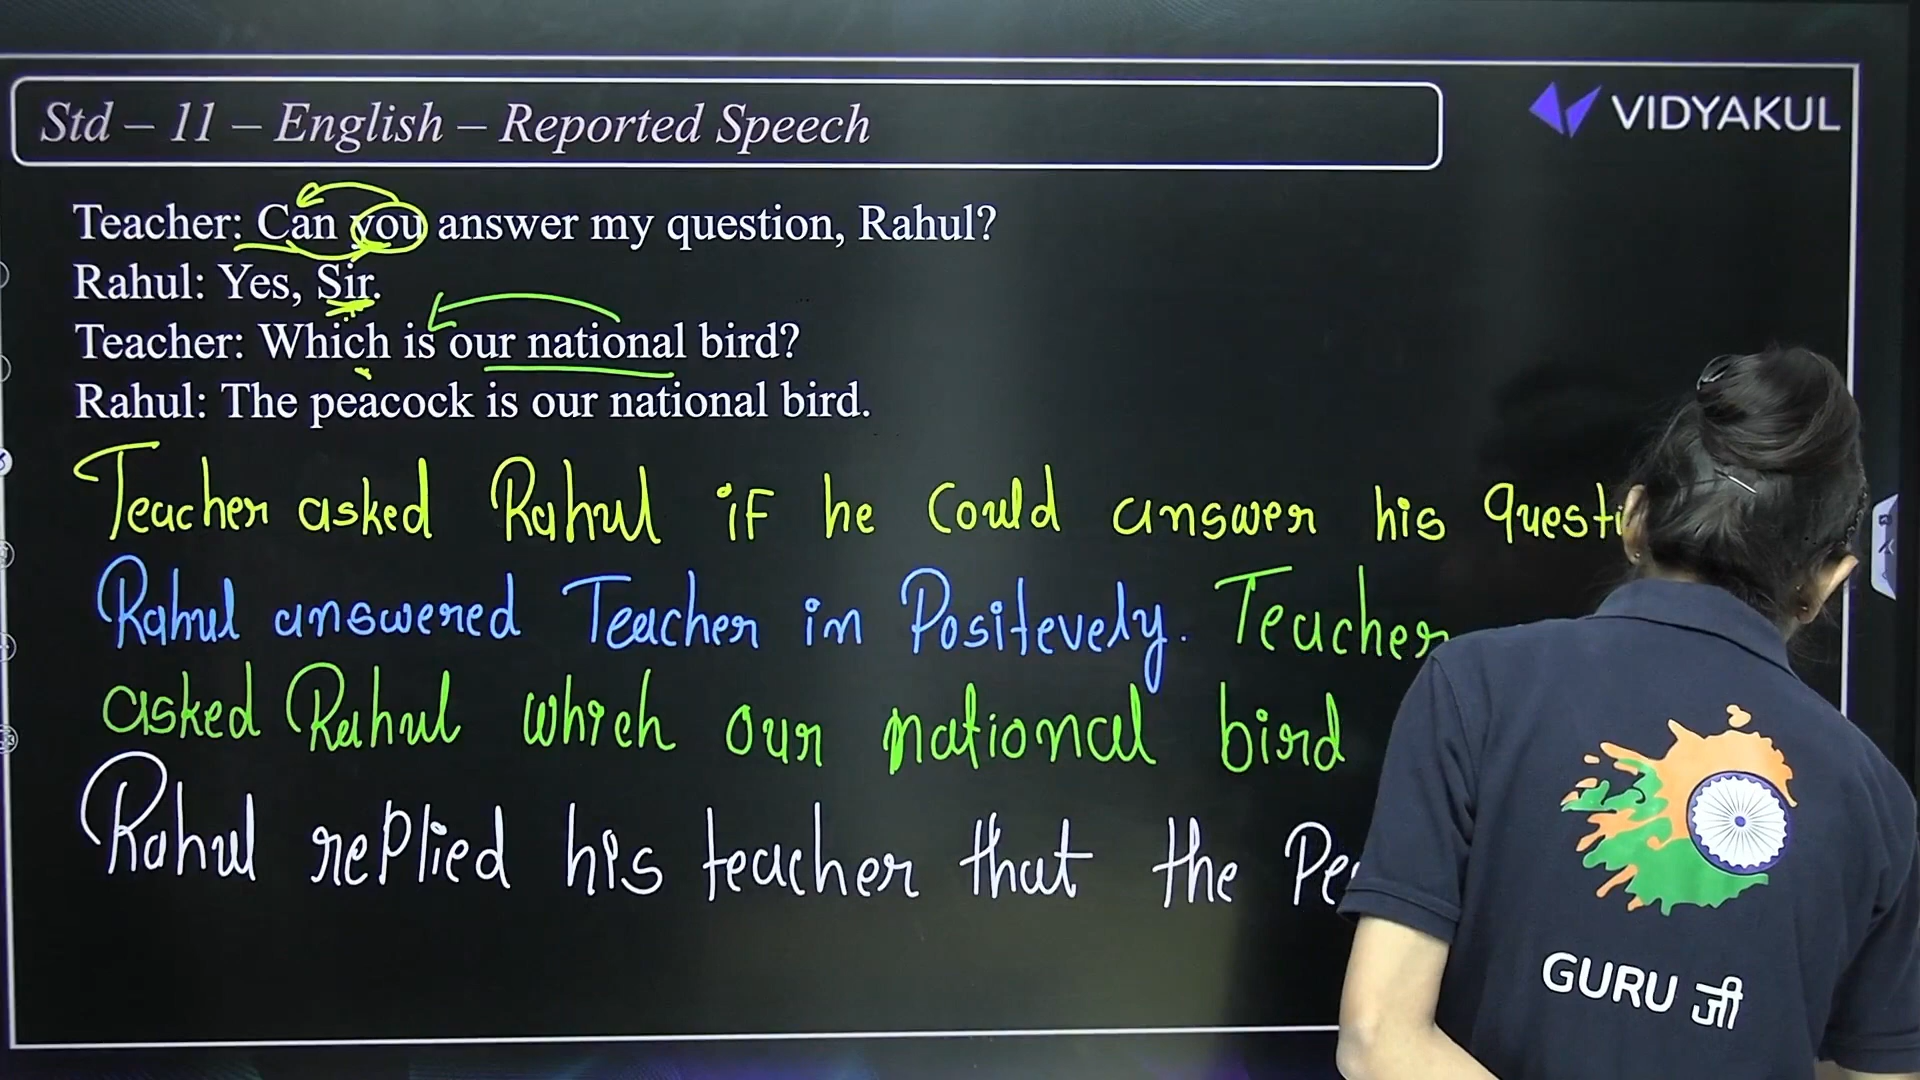 Std – 11 – English – Reported Speech
VIDYAKUL
Teacher: Can you answer my question, Rahul?
Rahul: Yes, Sir.
Teacher: Which is our national bird?
Rahul: The peacock is our national bird.
Teacher asked Rahul if he could answer his
Rahul answered Teacher in Positevely. Teacher
asked Rahul which our national bird
Rahul replied his teacher that the
GURU जी